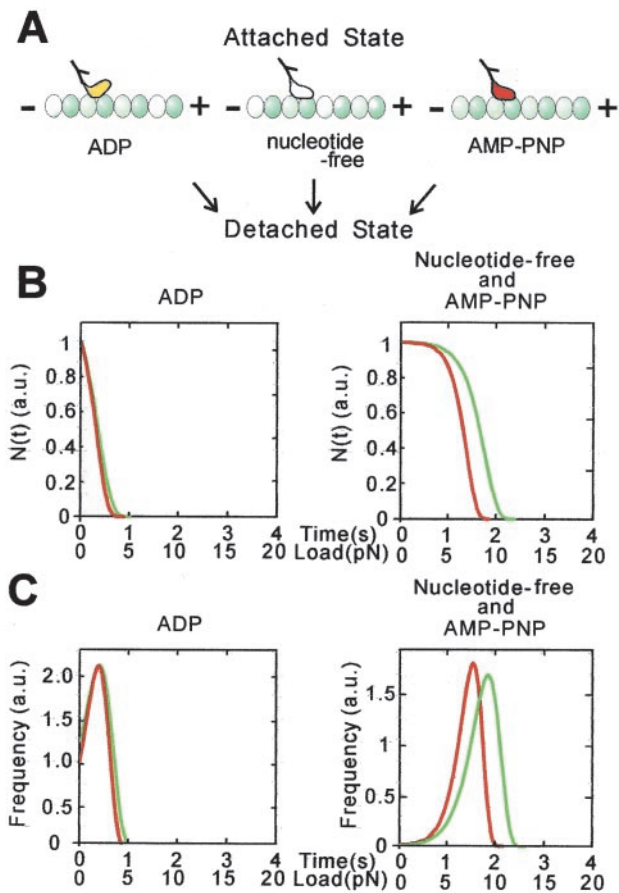 A
Attached State
- + - + - +
ADP
nucleotide
-free
AMP-PNP
Detached State
B
ADP
Nucleotide-free
and
AMP-PNP
N(t) (a.u.)
1
0.8
0.6
0.4
0.2
0
N(t) (a.u.)
1
0.8
0.6
0.4
0.2
0
0 1 2 3 4 Time(s) 0 1 2 3 4
0 5 10 15 20 Load(pN) 0 5 10 15 20
C
ADP
Nucleotide-free
and
AMP-PNP
Frequency (a.u.)
2.0
1.5
1.0
0.5
0
Frequency (a.u.)
1.5
1
0.5
0
0 1 2 3 4 Time(s) 0 1 2 3 4
0 5 10 15 20 Load(pN) 0 5 10 15 20